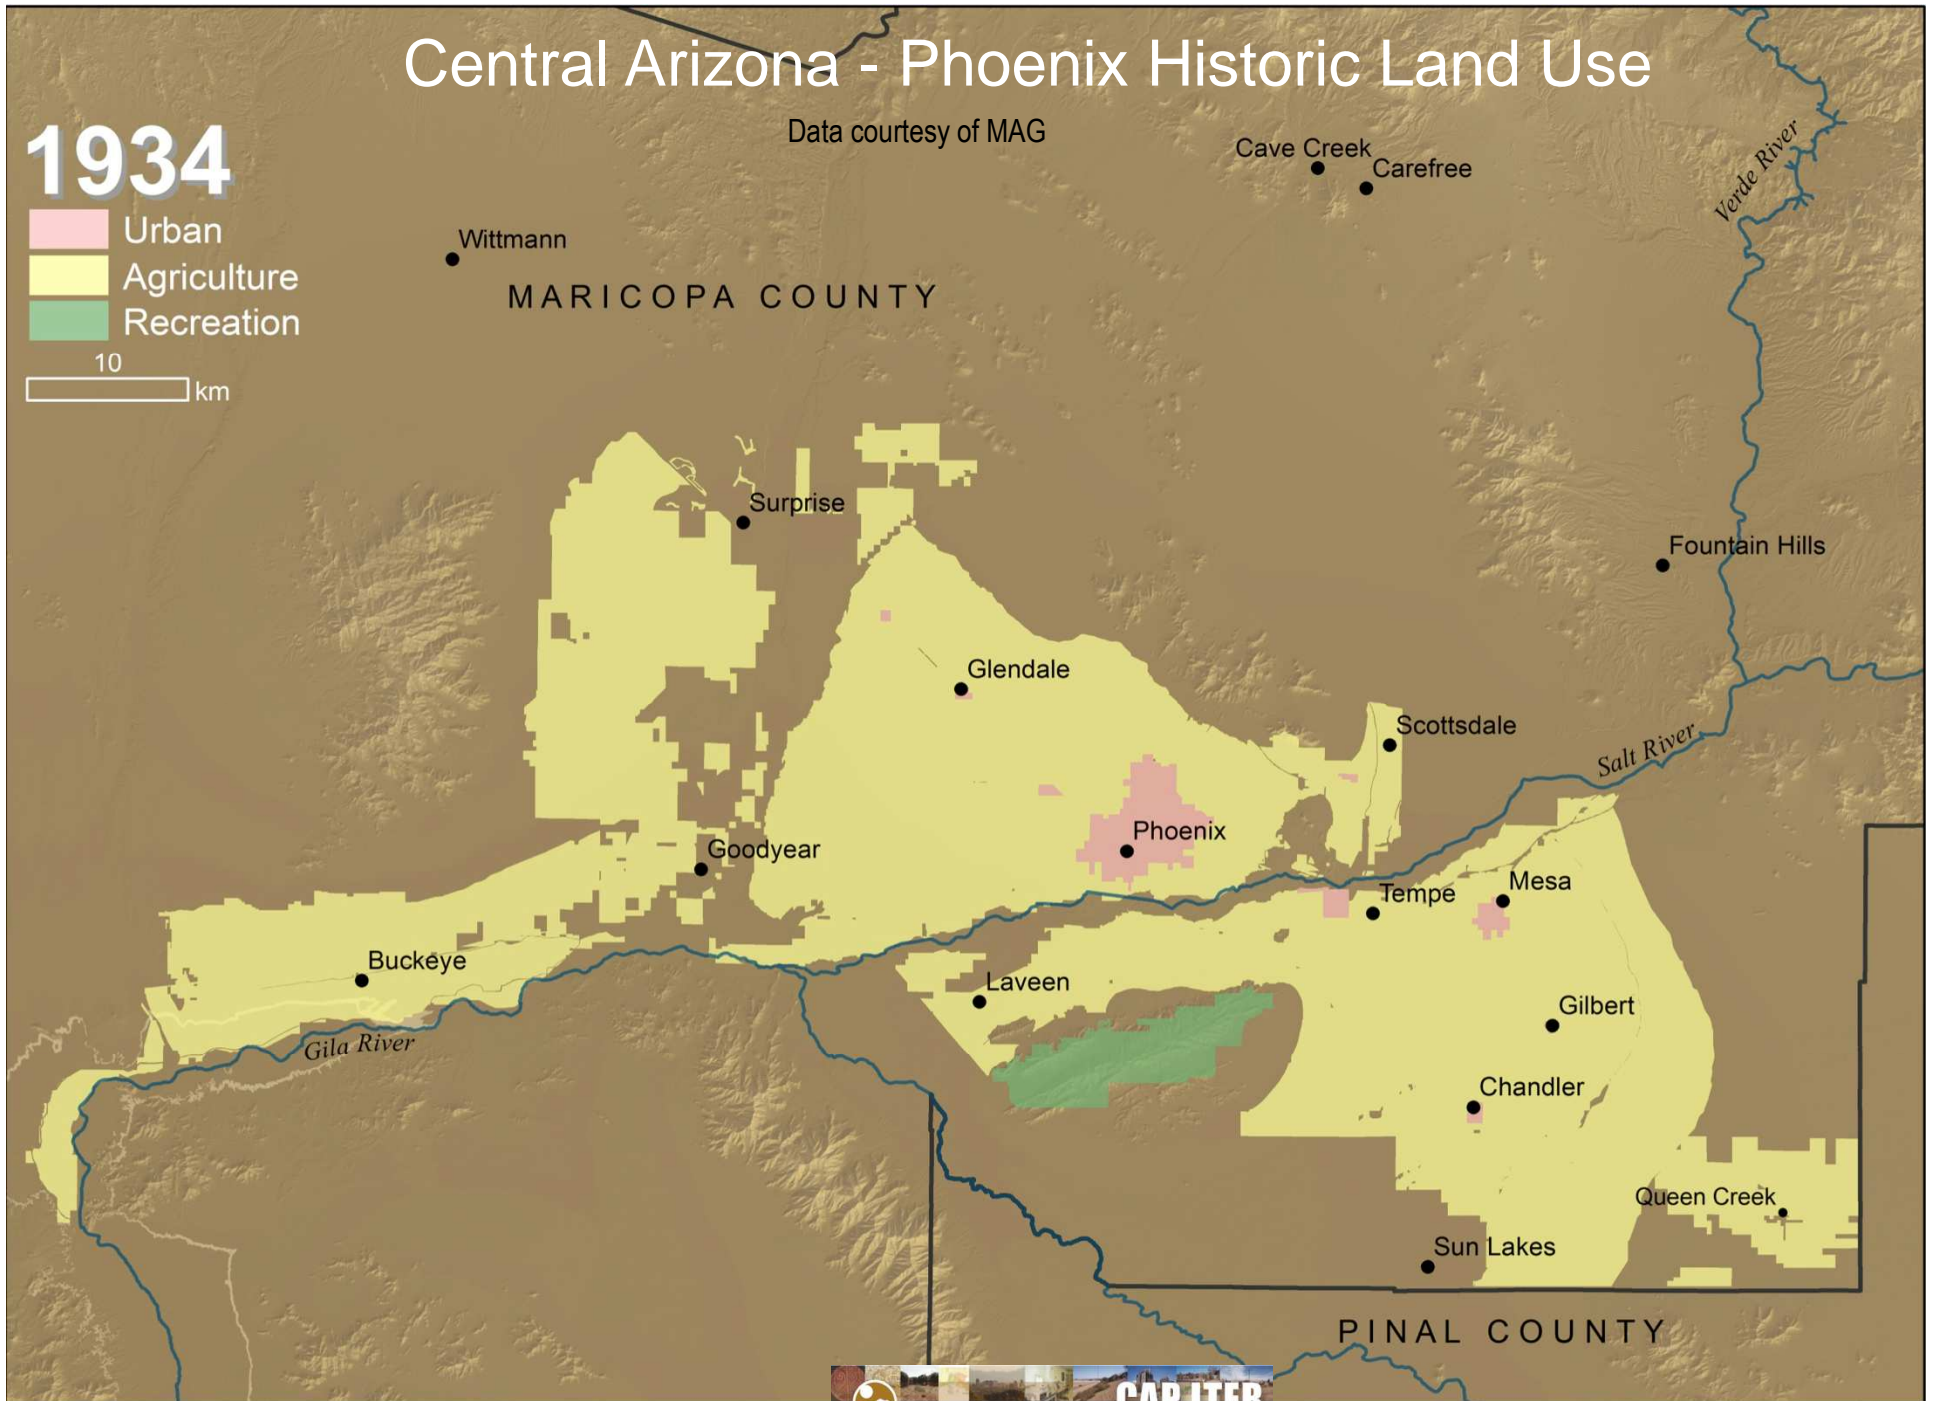 Central Arizona - Phoenix Historic Land Use
Data courtesy of MAG
1934
Urban
Agriculture
Recreation
10
km
Cave Creek
Carefree
Verde River
Wittmann
MARICOPA COUNTY
Surprise
Fountain Hills
Glendale
Scottsdale
Salt River
Phoenix
Goodyear
Mesa
Tempe
Buckeye
Laveen
Gilbert
Gila River
Chandler
Queen Creek
Sun Lakes
PINAL COUNTY
CAP LTER